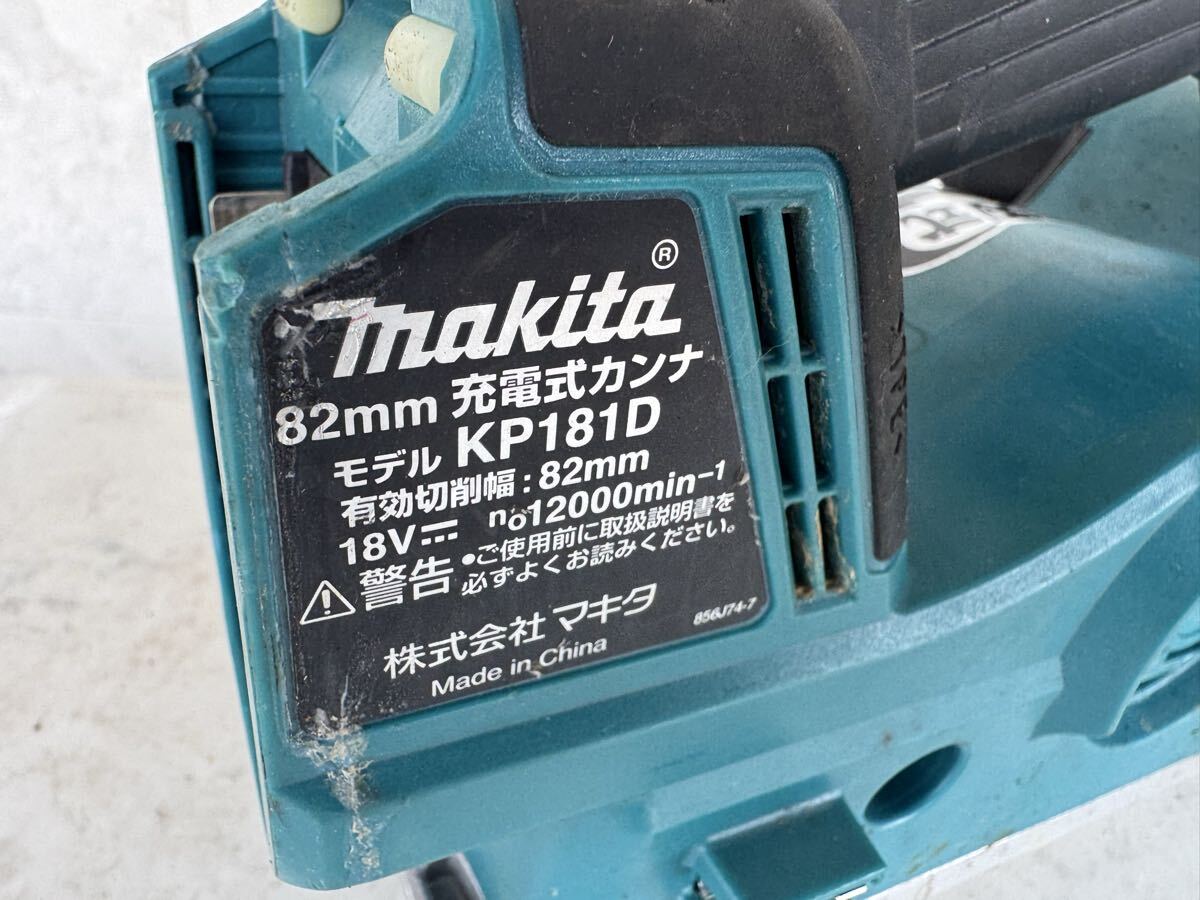 makita®
82mm 充電式カンナ
モデル KP181D
有効切削幅：82mm
18V⎓ n₀12000min⁻¹
⚠警告 ●ご使用前に取扱説明書を
必ずよくお読みください。
株式会社 マキタ
856J74-7
Made in China